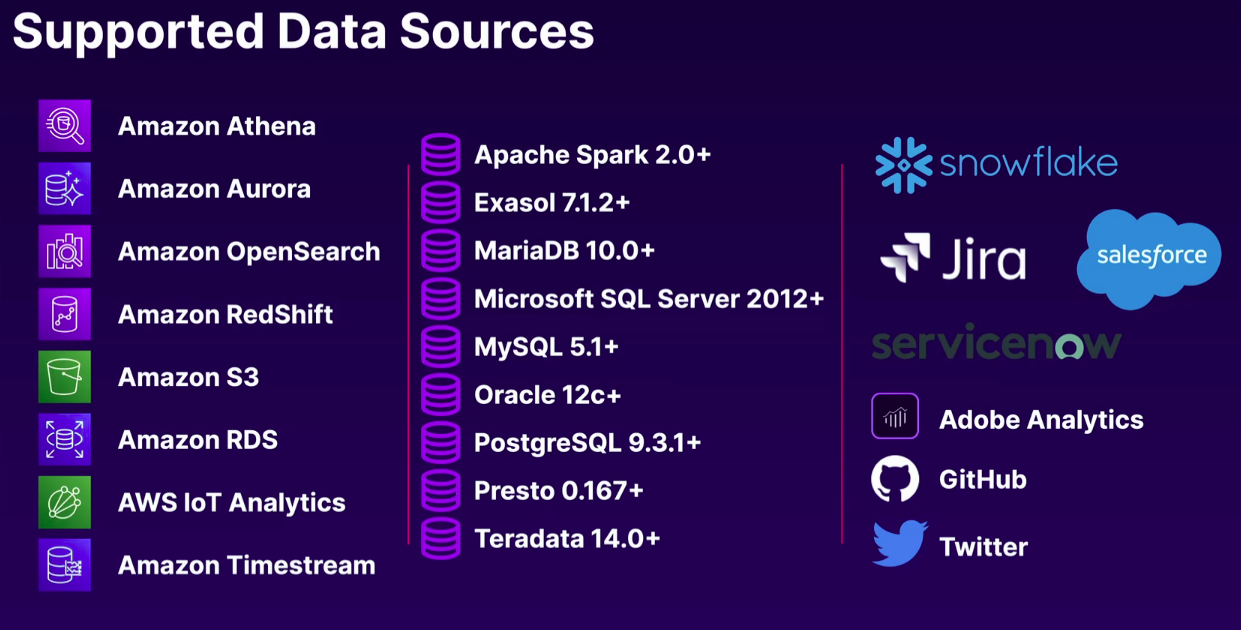 Supported Data Sources
Amazon Athena
Amazon Aurora
Amazon OpenSearch
Amazon RedShift
Amazon S3
Amazon RDS
AWS IoT Analytics
Amazon Timestream
Apache Spark 2.0+
Exasol 7.1.2+
MariaDB 10.0+
Microsoft SQL Server 2012+
MySQL 5.1+
Oracle 12c+
PostgreSQL 9.3.1+
Presto 0.167+
Teradata 14.0+
snowflake
Jira
salesforce
servicenow
Adobe Analytics
GitHub
Twitter